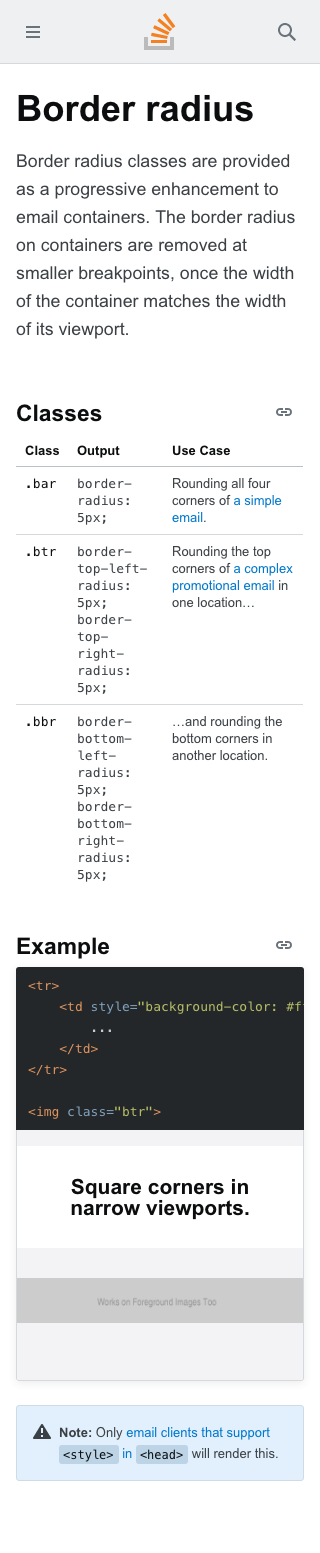 Border radius
Border radius classes are provided
as a progressive enhancement to
email containers. The border radius
on containers are removed at
smaller breakpoints, once the width
of the container matches the width
of its viewport.
Classes
Class Output Use Case
.bar border- Rounding all four
radius: corners of a simple
5px; email.
.btr border- Rounding the top
top-left- corners of a complex
radius: promotional email in
5px; one location…
border-
top-
right-
radius:
5px;
.bbr border- …and rounding the
bottom- bottom corners in
left- another location.
radius:
5px;
border-
bottom-
right-
radius:
5px;
Example
<tr>
<td style="background-color: #f
...
</td>
</tr>
<img class="btr">
Square corners in
narrow viewports.
Works on Foreground Images Too
Note: Only email clients that support
<style> in <head> will render this.